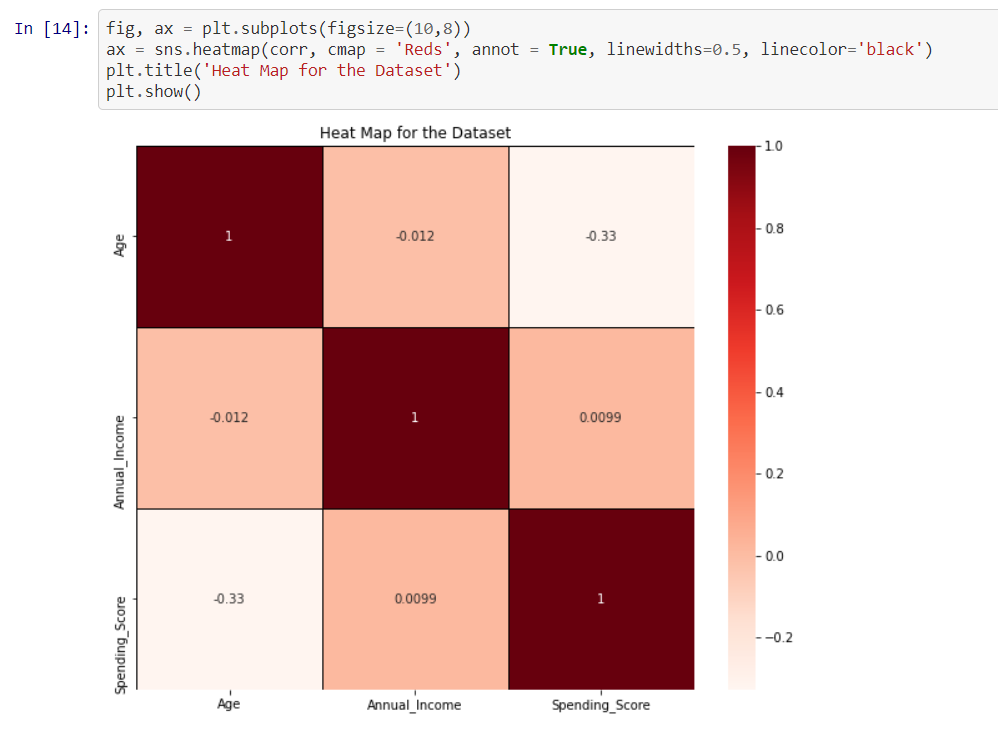 In [14]: fig, ax = plt.subplots(figsize=(10,8))
ax = sns.heatmap(corr, cmap = 'Reds', annot = True, linewidths=0.5, linecolor='black')
plt.title('Heat Map for the Dataset')
plt.show()
Heat Map for the Dataset
Age
1
-0.012
-0.33
Annual_Income
-0.012
1
0.0099
Spending_Score
-0.33
0.0099
1
Age
Annual_Income
Spending_Score
1.0
0.8
0.6
0.4
0.2
0.0
−0.2